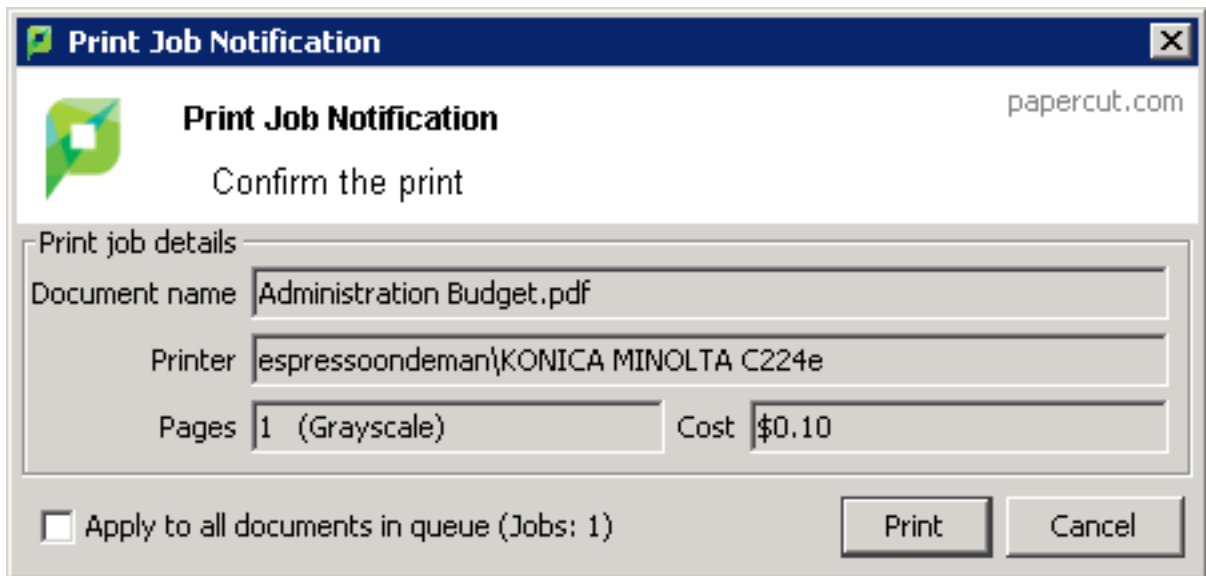 Print Job Notification
Print Job Notification
papercut.com
Confirm the print
Print job details
Document name Administration Budget.pdf
Printer espressoondeman\KONICA MINOLTA C224e
Pages 1 (Grayscale) Cost $0.10
Apply to all documents in queue (Jobs: 1) Print Cancel